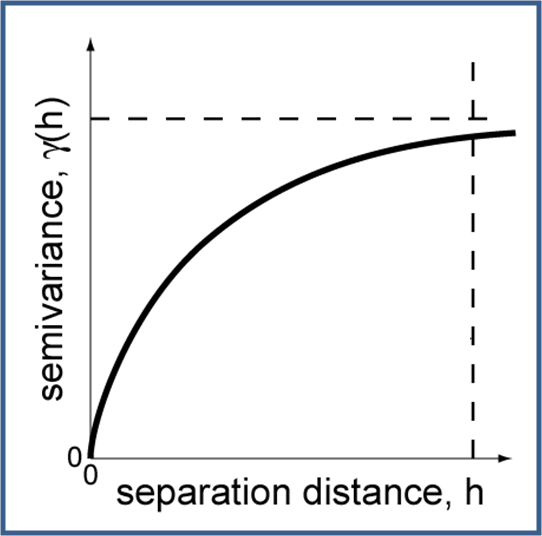 semivariance, γ(h)
0
0
separation distance, h